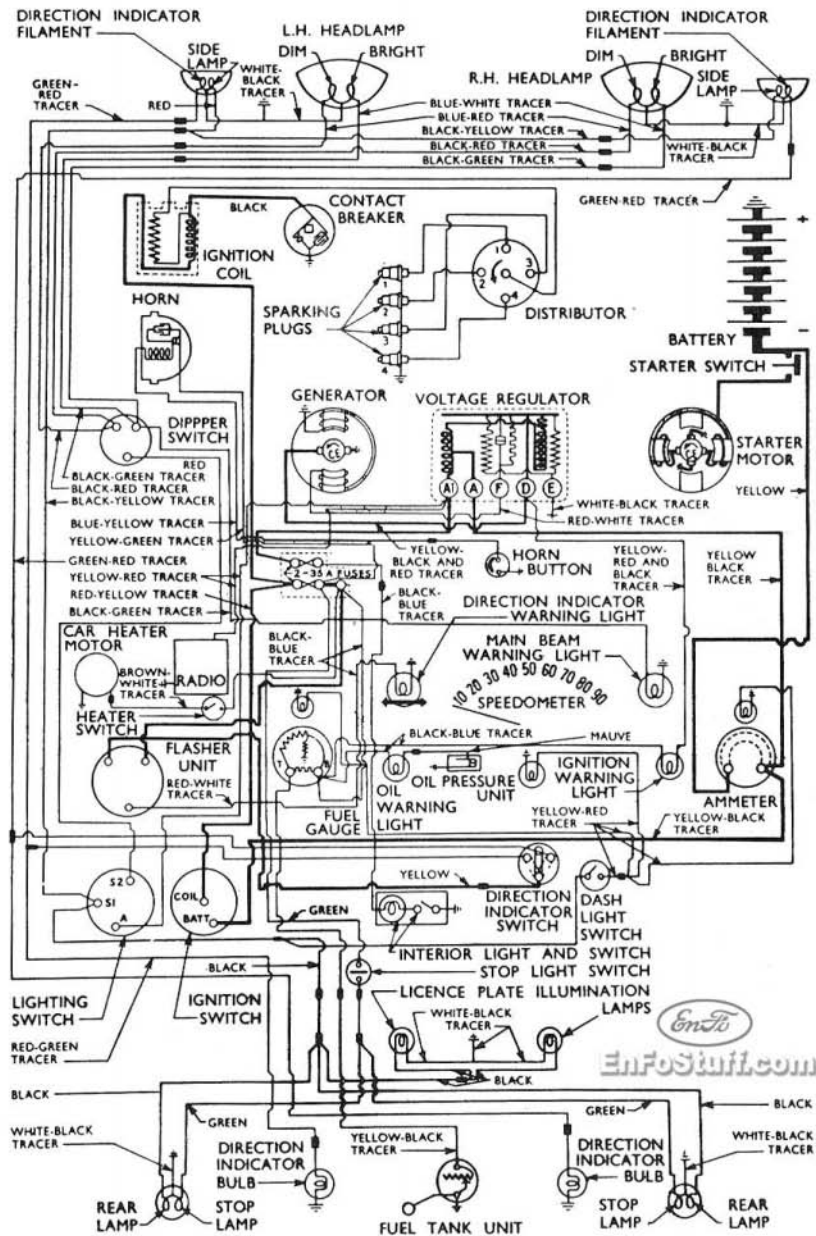 DIRECTION INDICATOR
FILAMENT
SIDE
LAMP
L.H. HEADLAMP
DIM
BRIGHT
DIRECTION INDICATOR
FILAMENT
DIM
BRIGHT
R.H. HEADLAMP
SIDE
LAMP
GREEN-
RED
TRACER
RED
WHITE-
BLACK
TRACER
BLUE-WHITE TRACER
BLUE-RED TRACER
BLACK-YELLOW TRACER
BLACK-RED TRACER
BLACK-GREEN TRACER
WHITE-BLACK
TRACER
GREEN-RED TRACER
BLACK
CONTACT
BREAKER
IGNITION
COIL
HORN
SPARKING
PLUGS
1
2
3
4
1
2
3
4
DISTRIBUTOR
+
BATTERY
-
STARTER SWITCH
GENERATOR
VOLTAGE REGULATOR
DIPPPER
SWITCH
STARTER
MOTOR
RED
BLACK-GREEN TRACER
BLACK-RED TRACER
BLACK-YELLOW TRACER
A1
A
F
D
E
YELLOW
WHITE-BLACK TRACER
RED-WHITE TRACER
BLUE-YELLOW TRACER
YELLOW-GREEN TRACER
GREEN-RED TRACER
YELLOW-RED TRACER
RED-YELLOW TRACER
BLACK-GREEN TRACER
2-35 A FUSES
YELLOW-
BLACK AND
RED TRACER
HORN
BUTTON
YELLOW-
RED AND
BLACK
TRACER
YELLOW
BLACK
TRACER
BLACK-
BLUE
TRACER
DIRECTION INDICATOR
WARNING LIGHT
CAR HEATER
MOTOR
BLACK-
BLUE
TRACER
MAIN BEAM
WARNING LIGHT
BROWN-
WHITE
TRACER
RADIO
10 20 30 40 50 60 70 80 90
SPEEDOMETER
HEATER
SWITCH
FLASHER
UNIT
BLACK-BLUE TRACER
MAUVE
RED-WHITE
TRACER
T
B
FUEL
GAUGE
OIL
WARNING
LIGHT
OIL PRESSURE
UNIT
IGNITION
WARNING
LIGHT
AMMETER
YELLOW-RED
TRACER
YELLOW-BLACK
TRACER
YELLOW
S2
S1
A
COIL
BATT
DIRECTION
INDICATOR
SWITCH
DASH
LIGHT
SWITCH
GREEN
INTERIOR LIGHT AND SWITCH
BLACK
STOP LIGHT SWITCH
LIGHTING
SWITCH
IGNITION
SWITCH
LICENCE PLATE ILLUMINATION
LAMPS
WHITE-BLACK
TRACER
RED-GREEN
TRACER
EnFo
EnFoStuff.com
BLACK
BLACK
GREEN
GREEN
BLACK
WHITE-BLACK
TRACER
DIRECTION
INDICATOR
BULB
YELLOW-BLACK
TRACER
DIRECTION
INDICATOR
BULB
WHITE-BLACK
TRACER
REAR
LAMP
STOP
LAMP
FUEL TANK UNIT
STOP
LAMP
REAR
LAMP